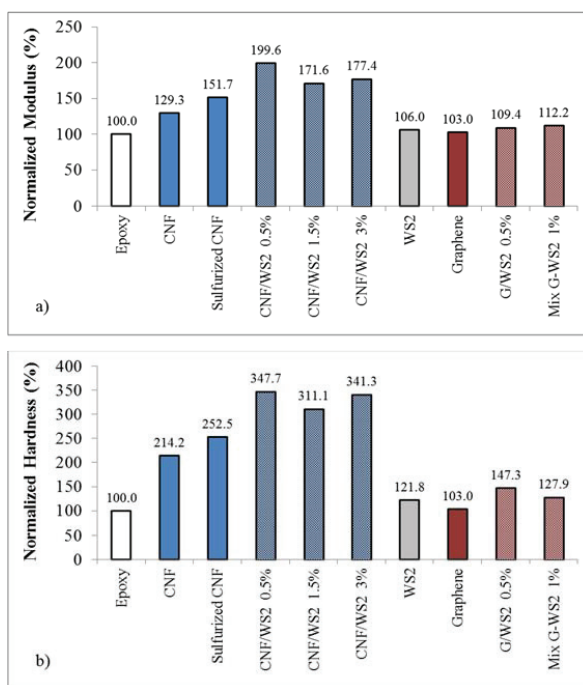 Normalized Modulus (%)
250
200
150
100
50
0
100.0
129.3
151.7
199.6
171.6
177.4
106.0
103.0
109.4
112.2
Epoxy
CNF
Sulfurized CNF
CNF/WS2 0.5%
CNF/WS2 1.5%
CNF/WS2 3%
WS2
Graphene
G/WS2 0.5%
Mix G-WS2 1%
a)
Normalized Hardness (%)
400
350
300
250
200
150
100
50
0
100.0
214.2
252.5
347.7
311.1
341.3
121.8
103.0
147.3
127.9
Epoxy
CNF
Sulfurized CNF
CNF/WS2 0.5%
CNF/WS2 1.5%
CNF/WS2 3%
WS2
Graphene
G/WS2 0.5%
Mix G-WS2 1%
b)